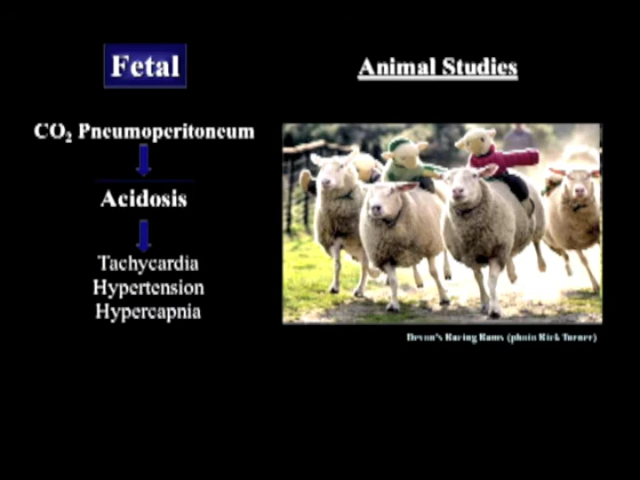 Fetal
Animal Studies
CO₂ Pneumoperitoneum
Acidosis
Tachycardia
Hypertension
Hypercapnia
Devon's Racing Rams (photo Rick Turner)